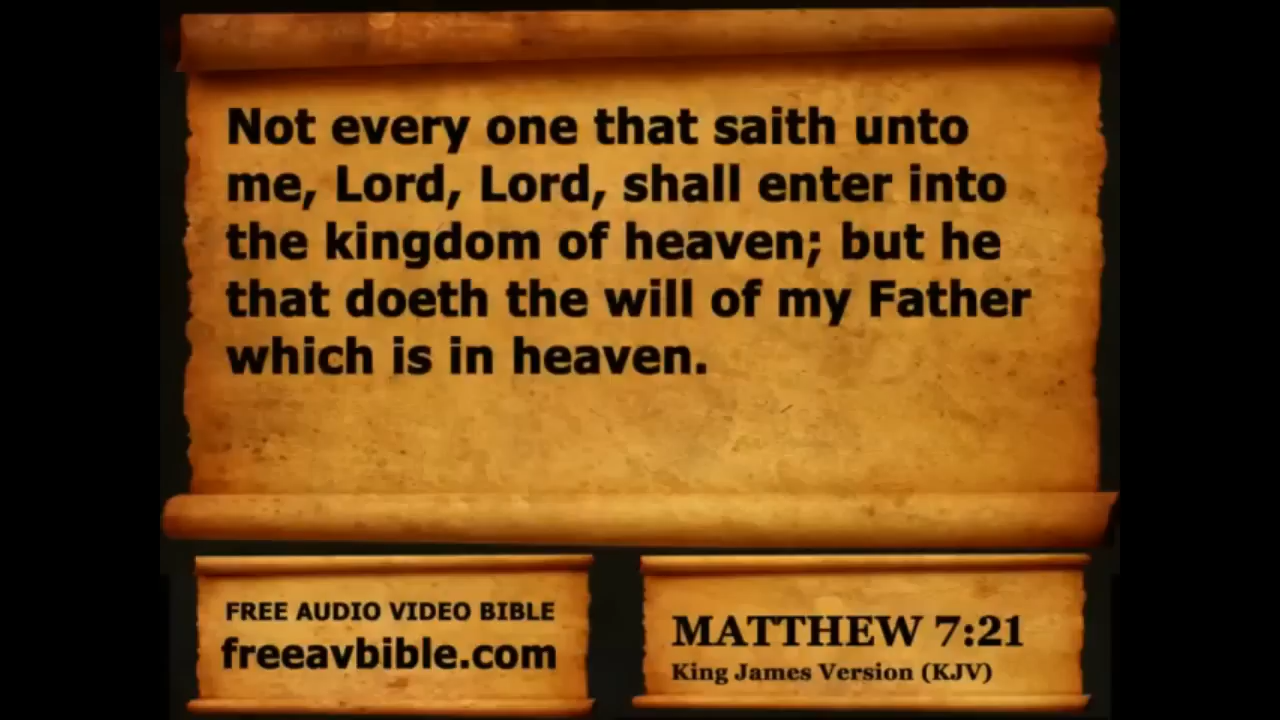 Not every one that saith unto
me, Lord, Lord, shall enter into
the kingdom of heaven; but he
that doeth the will of my Father
which is in heaven.
FREE AUDIO VIDEO BIBLE
freeavbible.com
MATTHEW 7:21
King James Version (KJV)